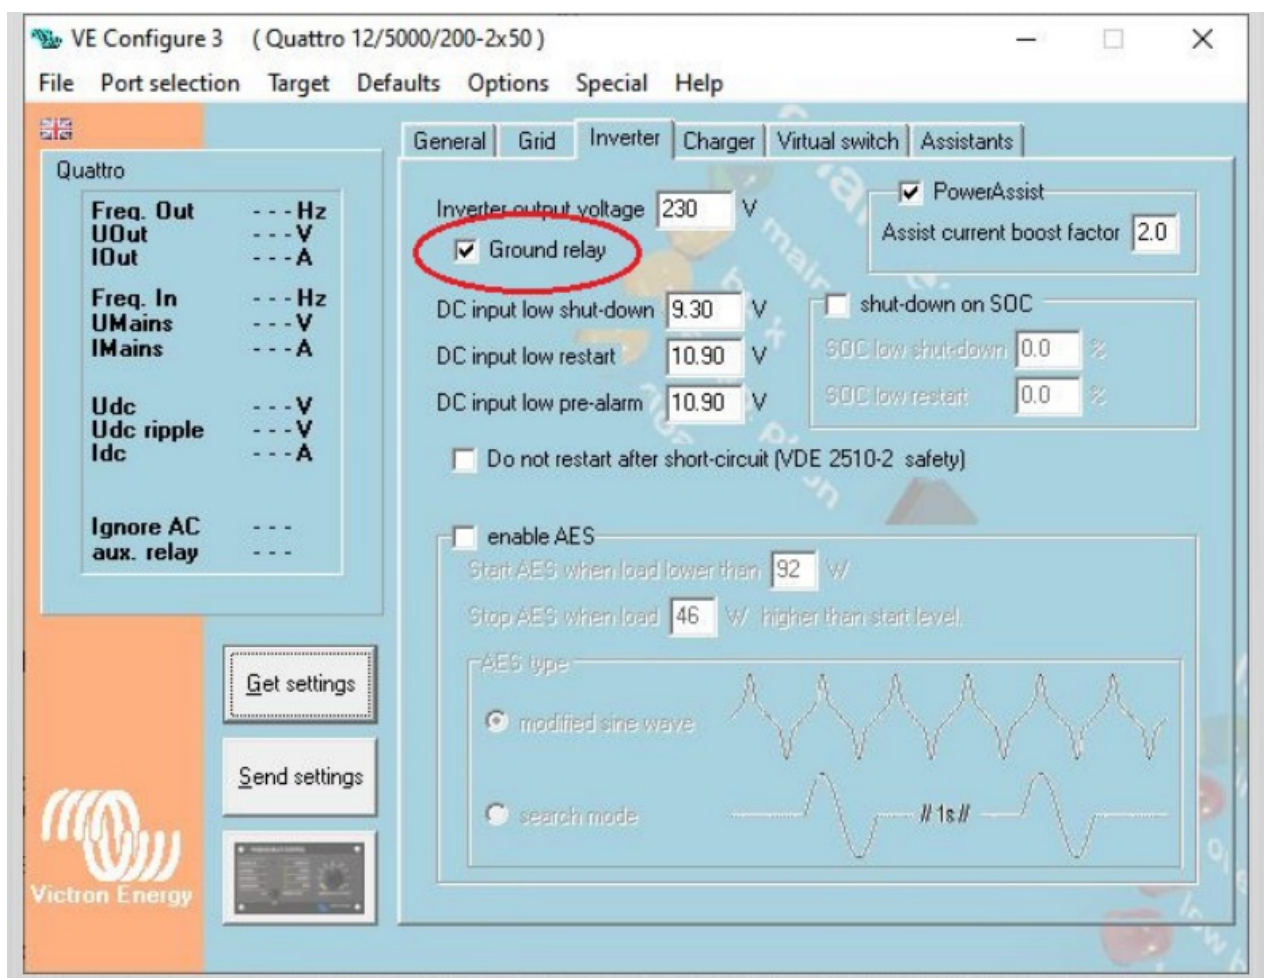 VE Configure 3 ( Quattro 12/5000/200-2x50 )
File Port selection Target Defaults Options Special Help
General Grid Inverter Charger Virtual switch Assistants
Quattro
Freq. Out - - - Hz
UOut - - - V
IOut - - - A
Freq. In - - - Hz
UMains - - - V
IMains - - - A
Udc - - - V
Udc ripple - - - V
Idc - - - A
Ignore AC - - -
aux. relay - - -
Get settings
Send settings
Victron Energy
Inverter output voltage 230 V
Ground relay
PowerAssist
Assist current boost factor 2.0
DC input low shut-down 9.30 V
DC input low restart 10.90 V
DC input low pre-alarm 10.90 V
shut-down on SOC
SOC low shut-down 0.0 %
SOC low restart 0.0 %
Do not restart after short-circuit (VDE 2510-2 safety)
enable AES
Start AES when load lower than 92 W
Stop AES when load 46 W higher than start level.
AES type
modified sine wave
search mode
// 1s //